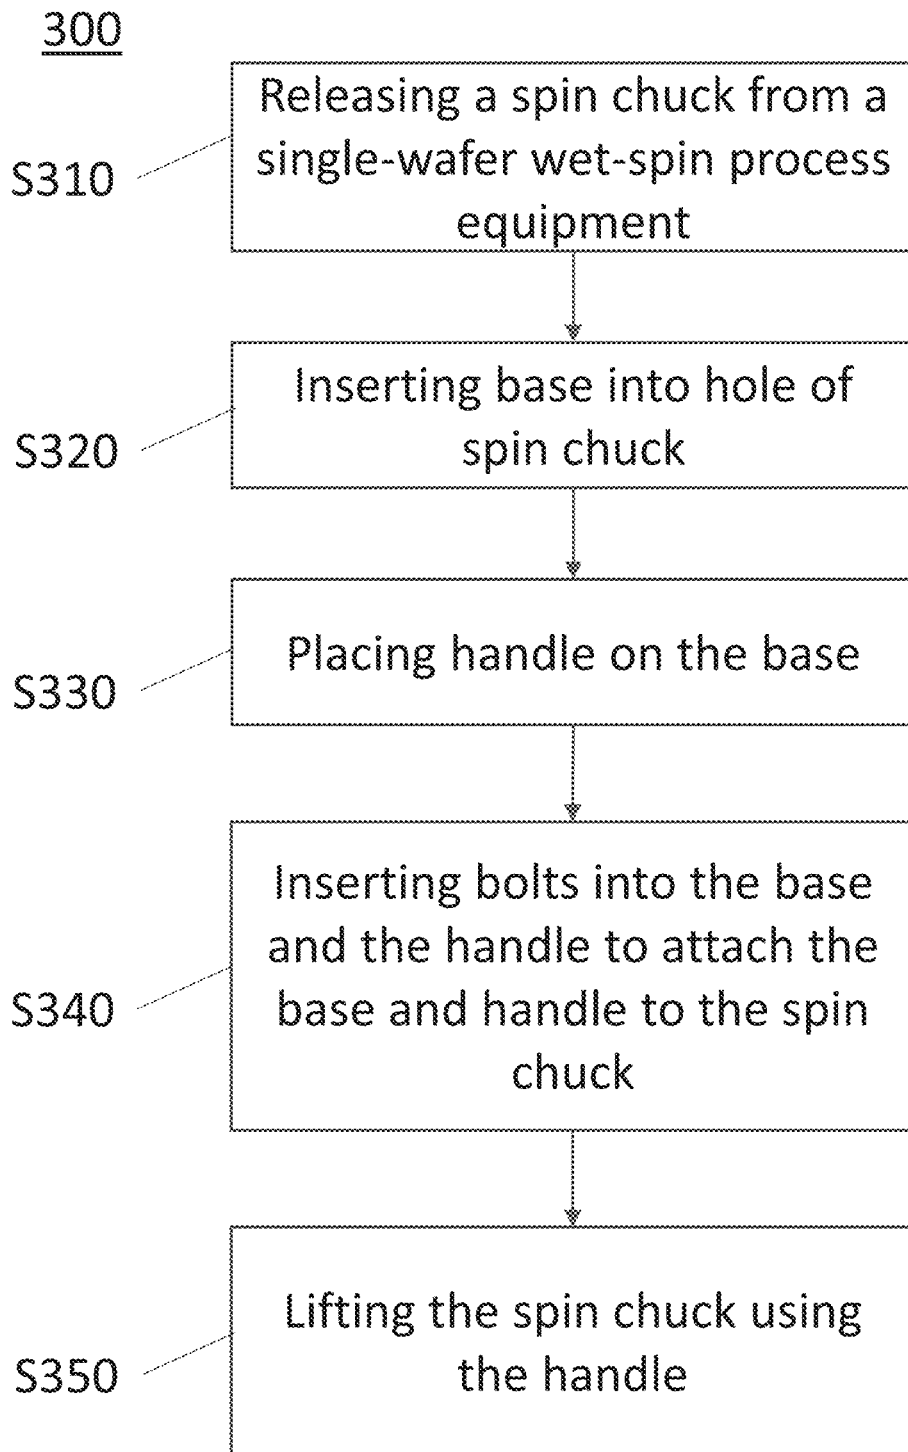 300
S310
Releasing a spin chuck from a
single-wafer wet-spin process
equipment
S320
Inserting base into hole of
spin chuck
S330
Placing handle on the base
S340
Inserting bolts into the base
and the handle to attach the
base and handle to the spin
chuck
S350
Lifting the spin chuck using
the handle